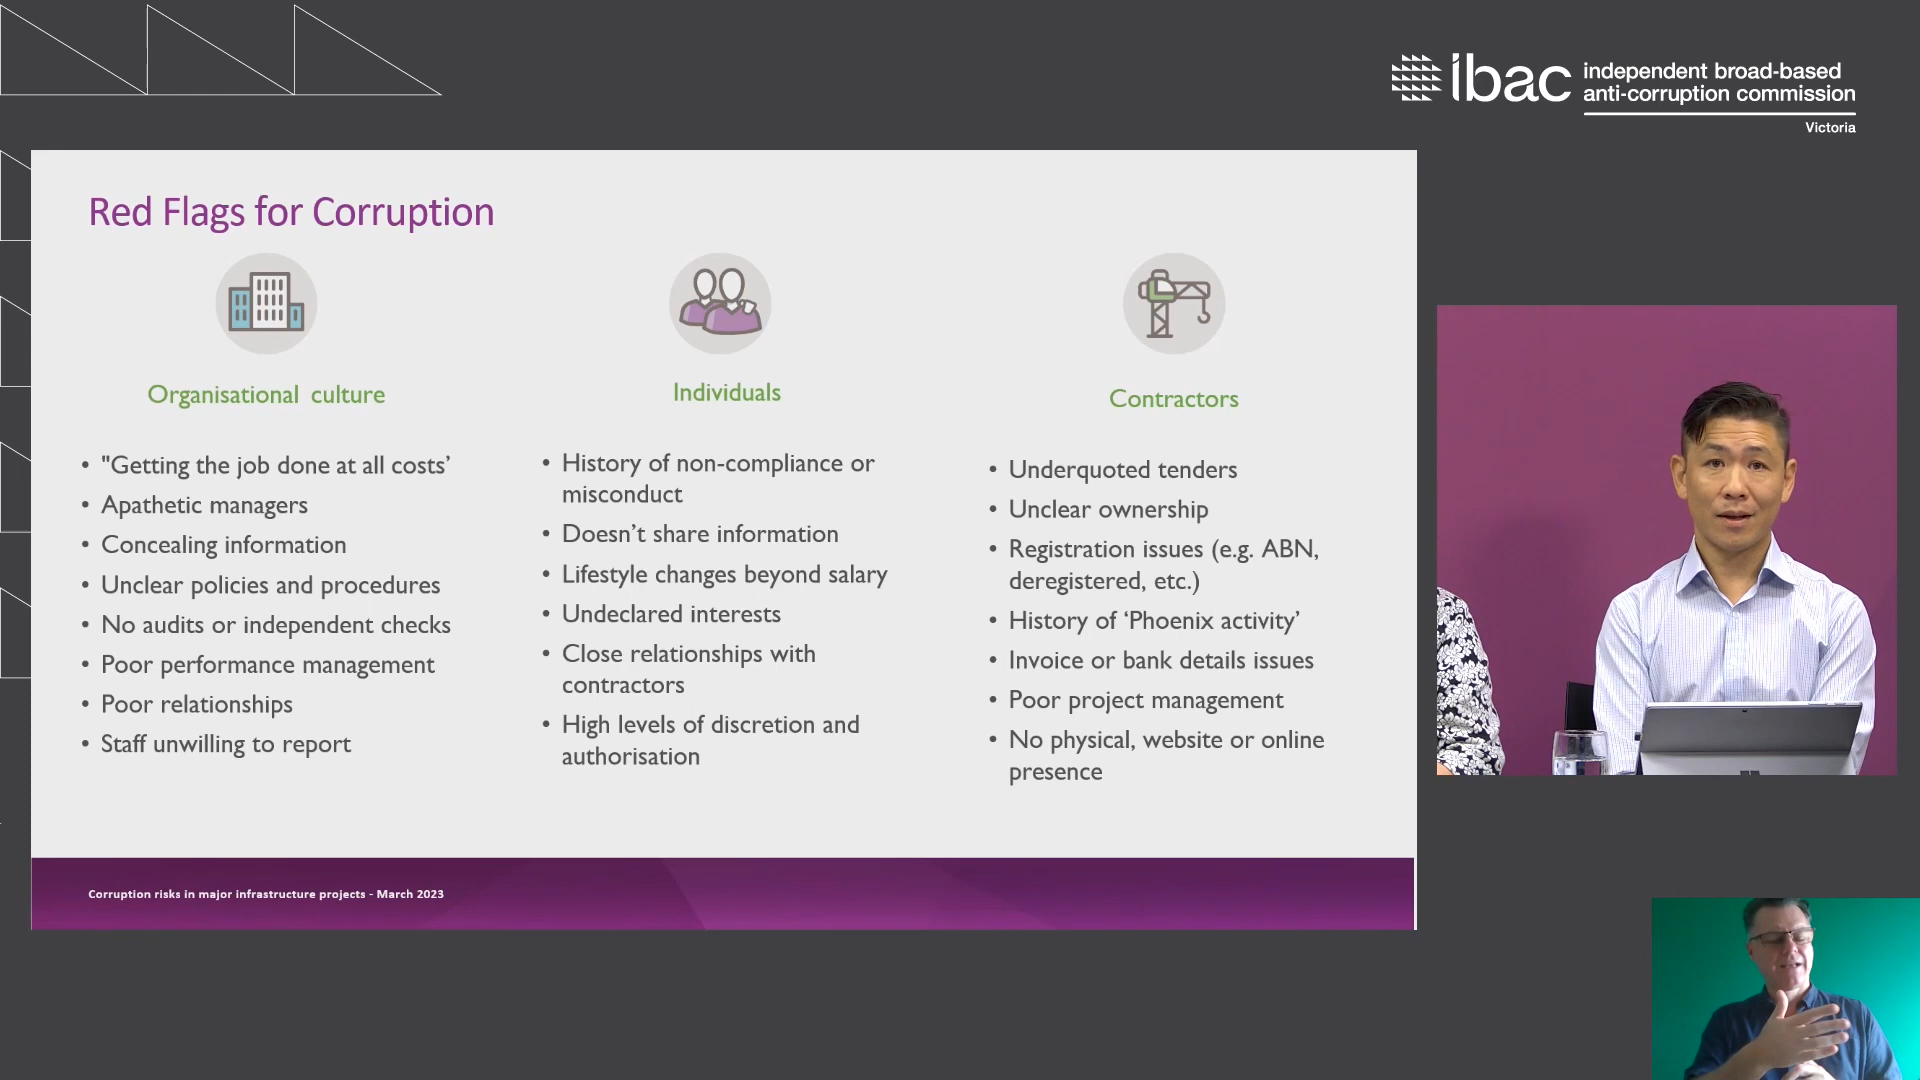 ibac
independent broad-based
anti-corruption commission
Victoria
Red Flags for Corruption
Organisational culture
• "Getting the job done at all costs’
• Apathetic managers
• Concealing information
• Unclear policies and procedures
• No audits or independent checks
• Poor performance management
• Poor relationships
• Staff unwilling to report
Individuals
• History of non-compliance or
misconduct
• Doesn’t share information
• Lifestyle changes beyond salary
• Undeclared interests
• Close relationships with
contractors
• High levels of discretion and
authorisation
Contractors
• Underquoted tenders
• Unclear ownership
• Registration issues (e.g. ABN,
deregistered, etc.)
• History of ‘Phoenix activity’
• Invoice or bank details issues
• Poor project management
• No physical, website or online
presence
Corruption risks in major infrastructure projects - March 2023